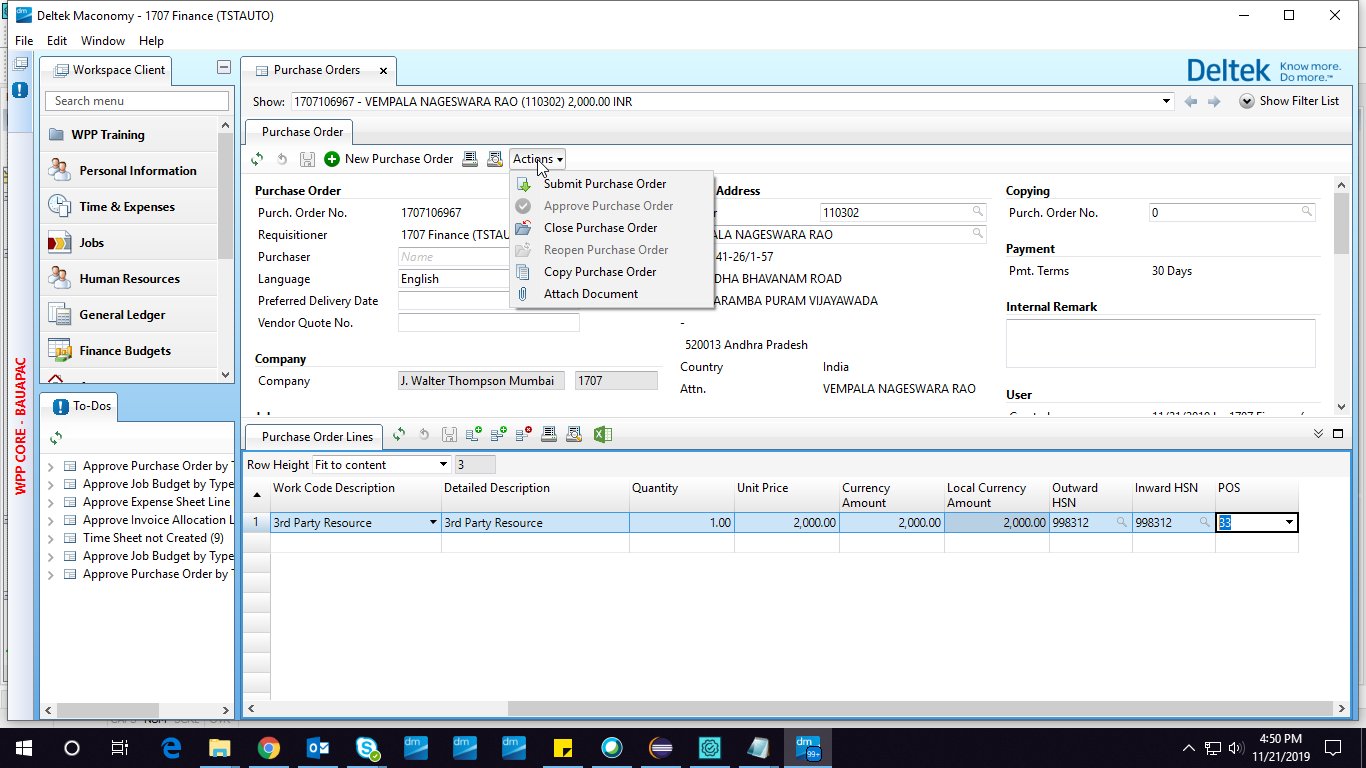 Deltek Maconomy - 1707 Finance (TSTAUTO)
File Edit Window Help
Workspace Client
Search menu
WPP Training
Personal Information
Time & Expenses
Jobs
Human Resources
General Ledger
Finance Budgets
WPP CORE - BAUAPAC
To-Dos
Approve Purchase Order by T
Approve Job Budget by Type
Approve Expense Sheet Line
Approve Invoice Allocation L
Time Sheet not Created (9)
Approve Job Budget by Type
Approve Purchase Order by T
Purchase Orders
Deltek Know more. Do more.™
Show: 1707106967 - VEMPALA NAGESWARA RAO (110302) 2,000.00 INR
Show Filter List
Purchase Order
New Purchase Order Actions
Submit Purchase Order
Approve Purchase Order
Close Purchase Order
Reopen Purchase Order
Copy Purchase Order
Attach Document
Purchase Order
Purch. Order No. 1707106967
Requisitioner 1707 Finance (TSTAU
Purchaser Name
Language English
Preferred Delivery Date
Vendor Quote No.
Company
Company J. Walter Thompson Mumbai 1707
Address
110302
ALA NAGESWARA RAO
41-26/1-57
DHA BHAVANAM ROAD
ARAMBA PURAM VIJAYAWADA
-
520013 Andhra Pradesh
Country India
Attn. VEMPALA NAGESWARA RAO
Copying
Purch. Order No. 0
Payment
Pmt. Terms 30 Days
Internal Remark
User
Purchase Order Lines
Row Height Fit to content 3
Work Code Description Detailed Description Quantity Unit Price Currency Amount Local Currency Amount Outward HSN Inward HSN POS
1 3rd Party Resource 3rd Party Resource 1.00 2,000.00 2,000.00 2,000.00 998312 998312 33
99+
4:50 PM
11/21/2019